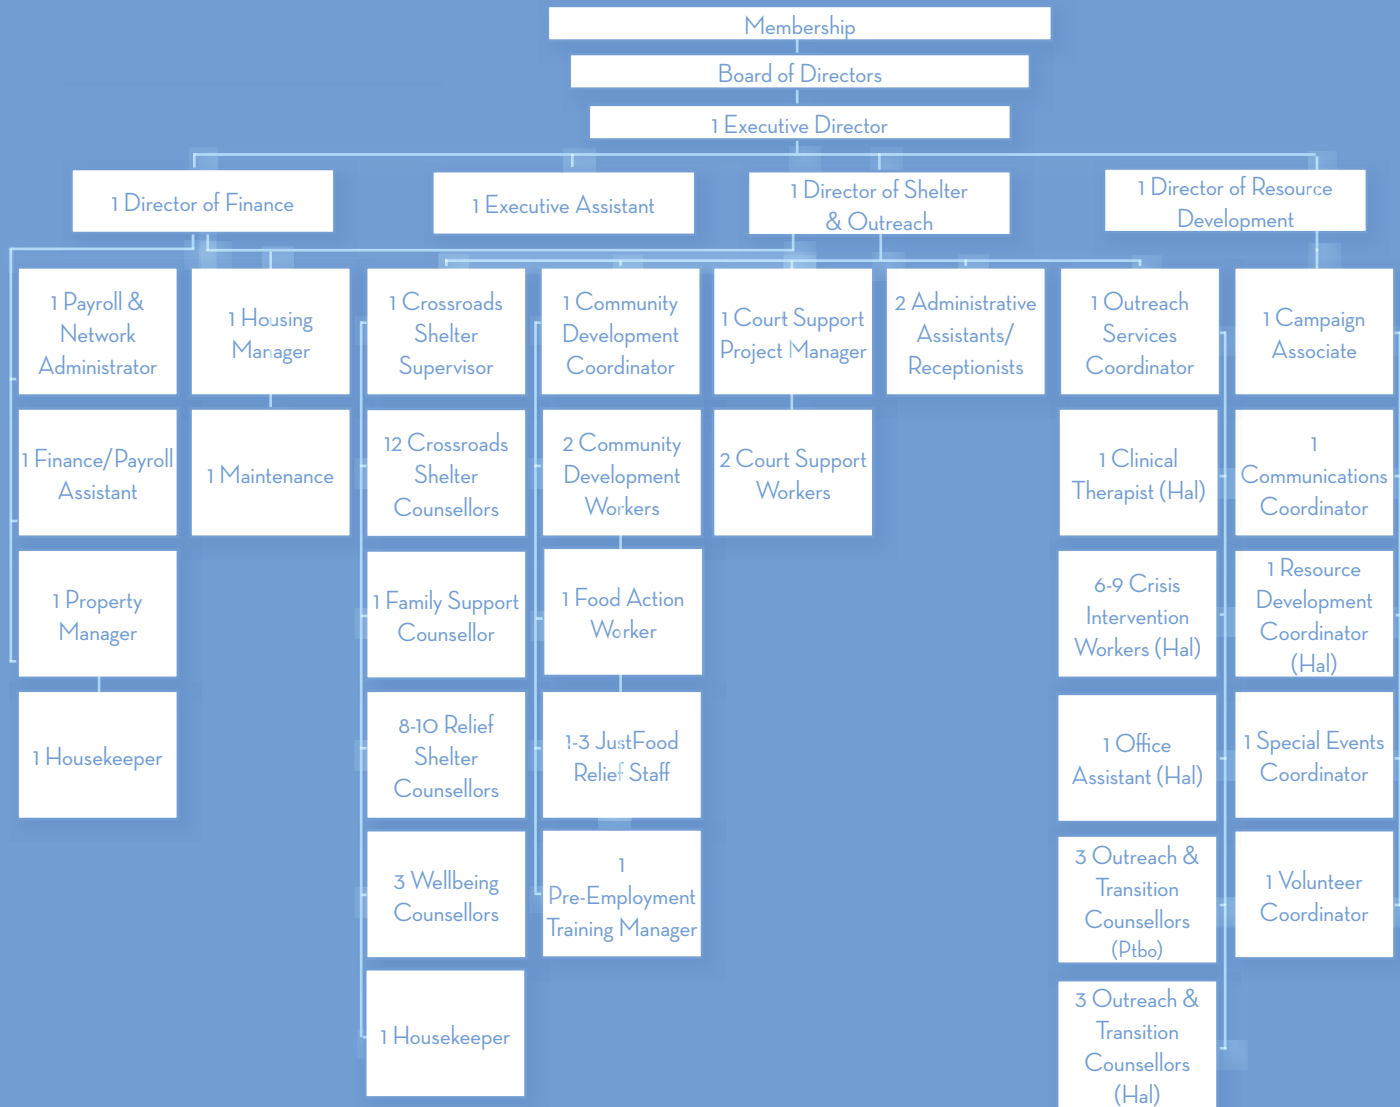 Membership
Board of Directors
1 Executive Director
1 Director of Finance
1 Executive Assistant
1 Director of Shelter
& Outreach
1 Director of Resource
Development
1 Payroll &
Network
Administrator
1 Housing
Manager
1 Crossroads
Shelter
Supervisor
1 Community
Development
Coordinator
1 Court Support
Project Manager
2 Administrative
Assistants/
Receptionists
1 Outreach
Services
Coordinator
1 Campaign
Associate
1 Finance/Payroll
Assistant
1 Maintenance
12 Crossroads
Shelter
Counsellors
2 Community
Development
Workers
2 Court Support
Workers
1 Clinical
Therapist (Hal)
1
Communications
Coordinator
1 Property
Manager
1 Family Support
Counsellor
1 Food Action
Worker
6-9 Crisis
Intervention
Workers (Hal)
1 Resource
Development
Coordinator
(Hal)
1 Housekeeper
8-10 Relief
Shelter
Counsellors
1-3 JustFood
Relief Staff
1 Office
Assistant (Hal)
1 Special Events
Coordinator
3 Wellbeing
Counsellors
1
Pre-Employment
Training Manager
3 Outreach &
Transition
Counsellors
(Ptbo)
1 Volunteer
Coordinator
1 Housekeeper
3 Outreach &
Transition
Counsellors
(Hal)